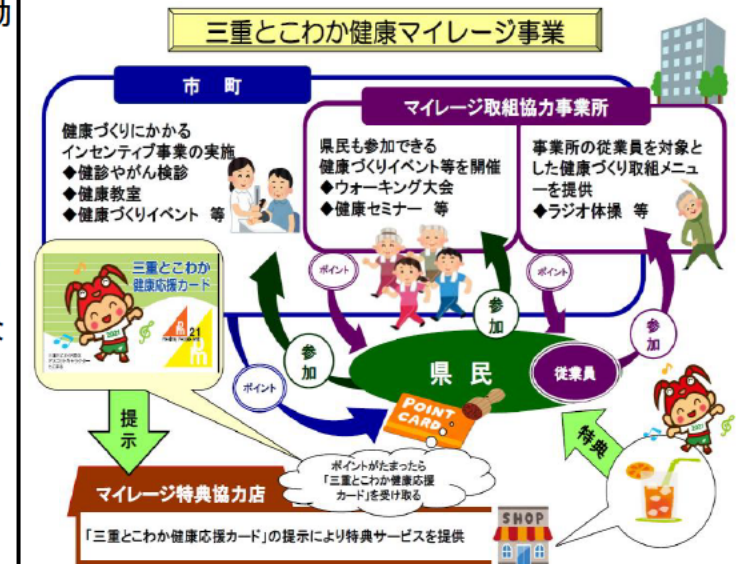 動
三重とこわか健康マイレージ事業
市　町
健康づくりにかかる
インセンティブ事業の実施
◆健診やがん検診
◆健康教室
◆健康づくりイベント 等
マイレージ取組協力事業所
県民も参加できる
健康づくりイベント等を開催
◆ウォーキング大会
◆健康セミナー 等
事業所の従業員を対象と
した健康づくり取組メニュ
ーを提供
◆ラジオ体操 等
三重とこわか
健康応援カード
2021
21
ポイント
ポイント
参加
参加
参加
ポイント
県 民
従業員
POINT
CARD
提示
特典
ポイントがたまったら
「三重とこわか健康応援
カード」を受け取る
マイレージ特典協力店
「三重とこわか健康応援カード」の提示により特典サービスを提供
SHOP